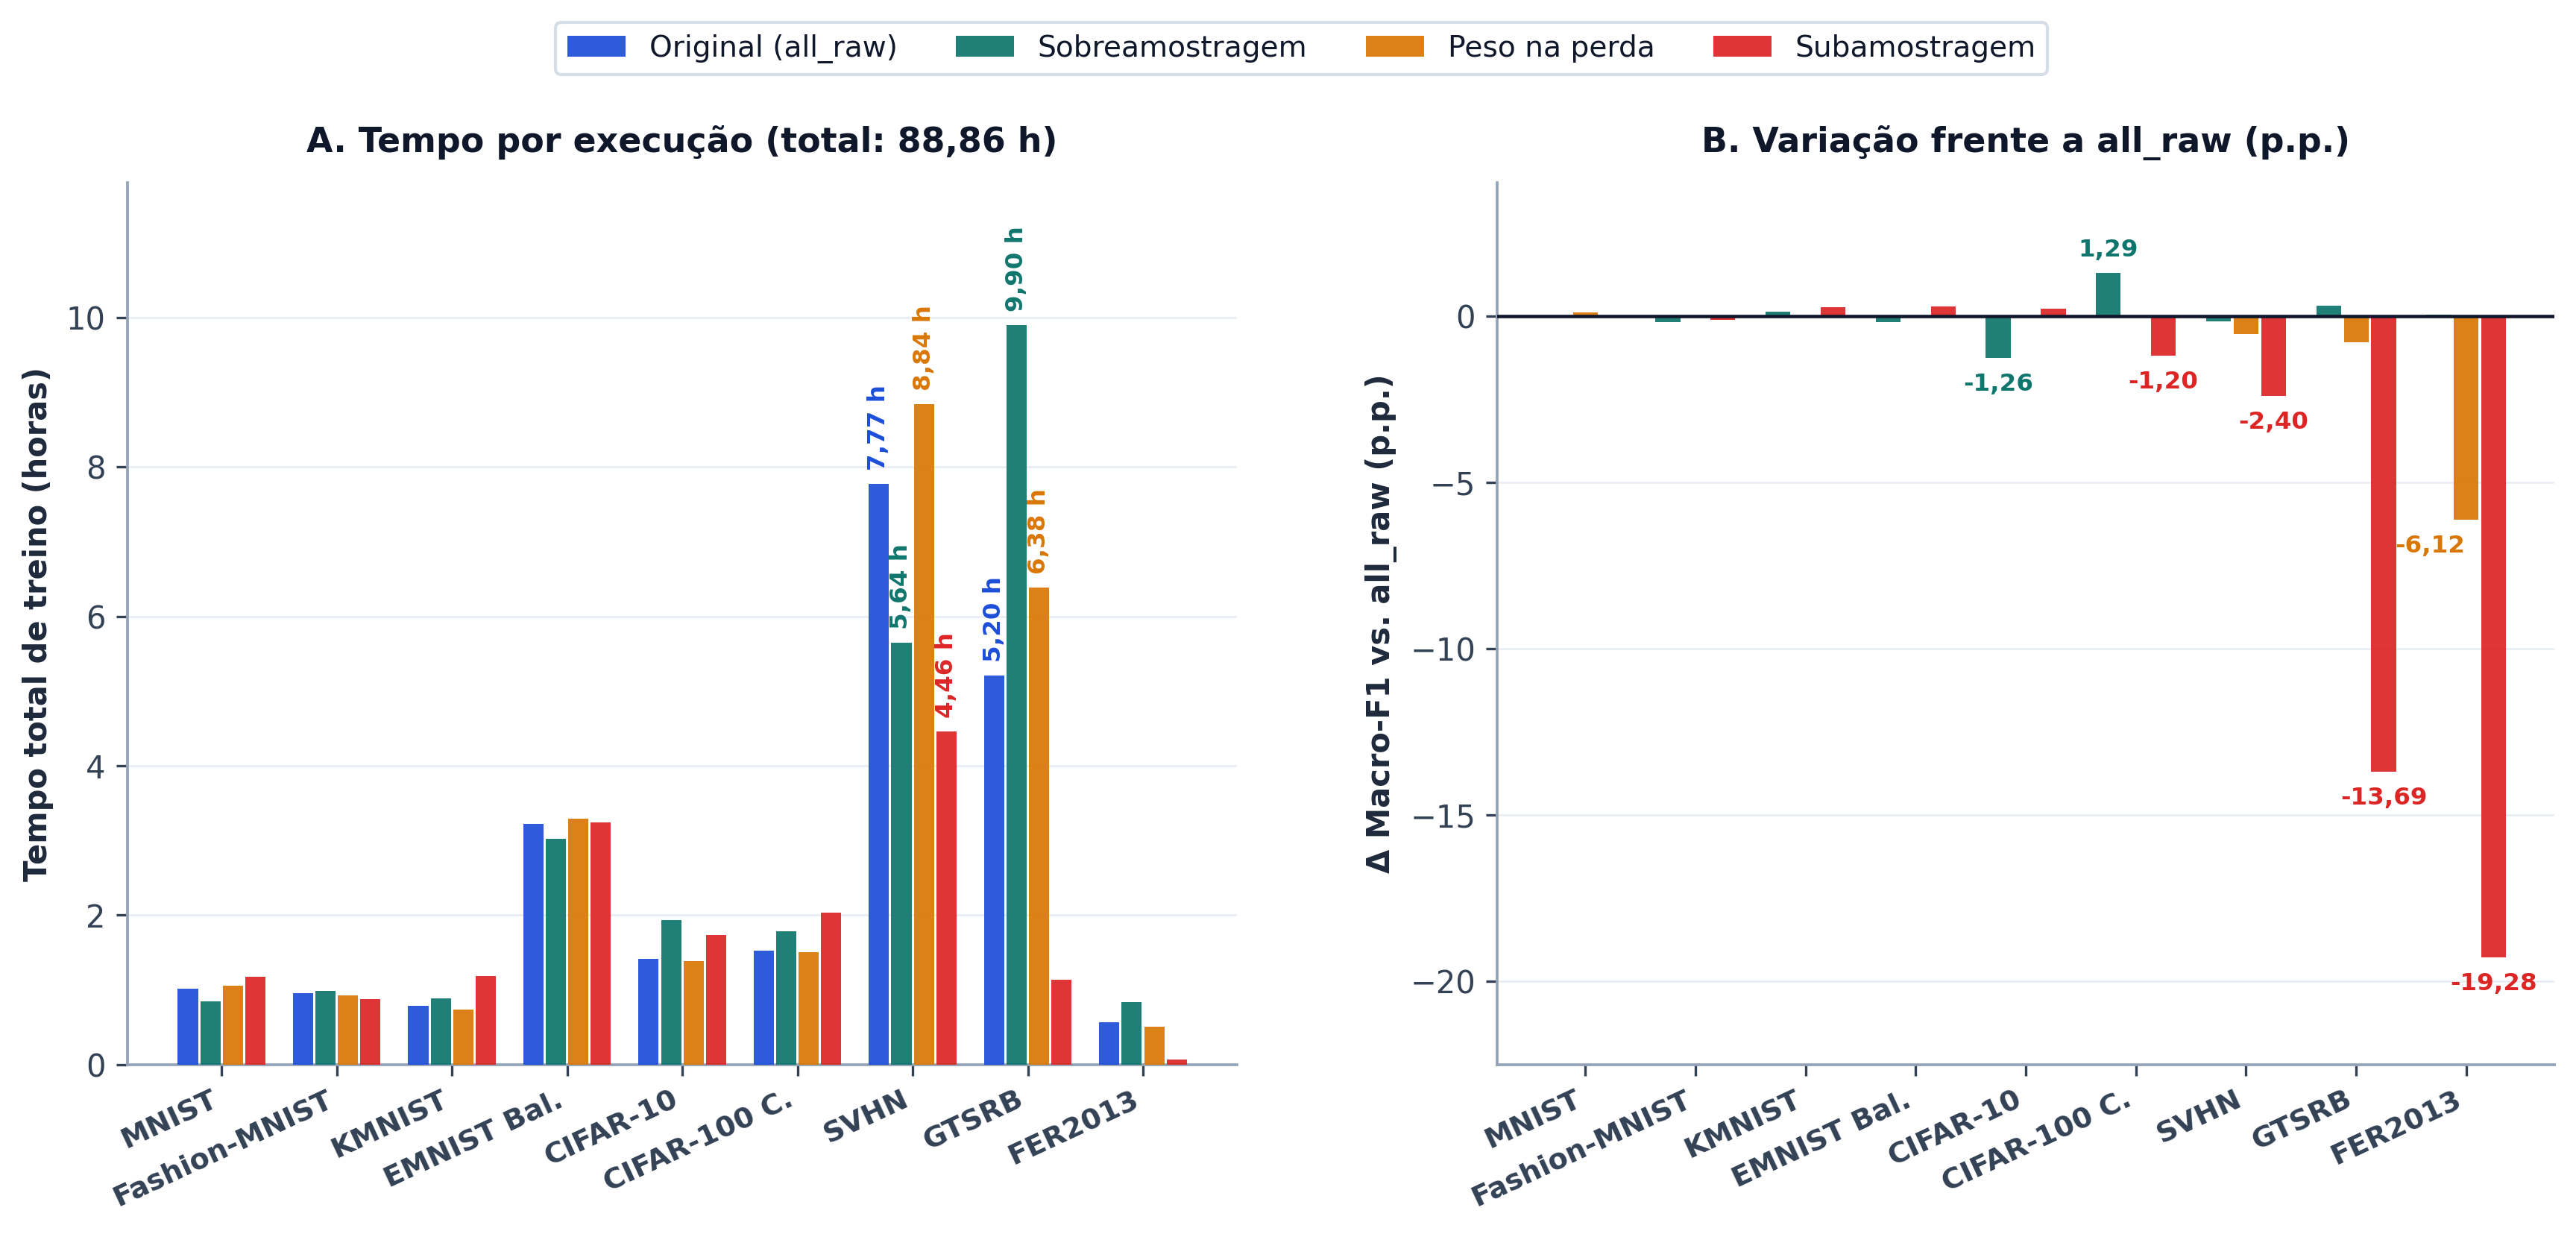 Original (all_raw) Sobreamostragem Peso na perda Subamostragem
A. Tempo por execução (total: 88,86 h)
Tempo total de treino (horas)
10
8
6
4
2
0
7,77 h
5,64 h
8,84 h
4,46 h
5,20 h
9,90 h
6,38 h
MNIST
Fashion-MNIST
KMNIST
EMNIST Bal.
CIFAR-10
CIFAR-100 C.
SVHN
GTSRB
FER2013
B. Variação frente a all_raw (p.p.)
Δ Macro-F1 vs. all_raw (p.p.)
0
−5
−10
−15
−20
-1,26
1,29
-1,20
-2,40
-13,69
-6,12
-19,28
MNIST
Fashion-MNIST
KMNIST
EMNIST Bal.
CIFAR-10
CIFAR-100 C.
SVHN
GTSRB
FER2013